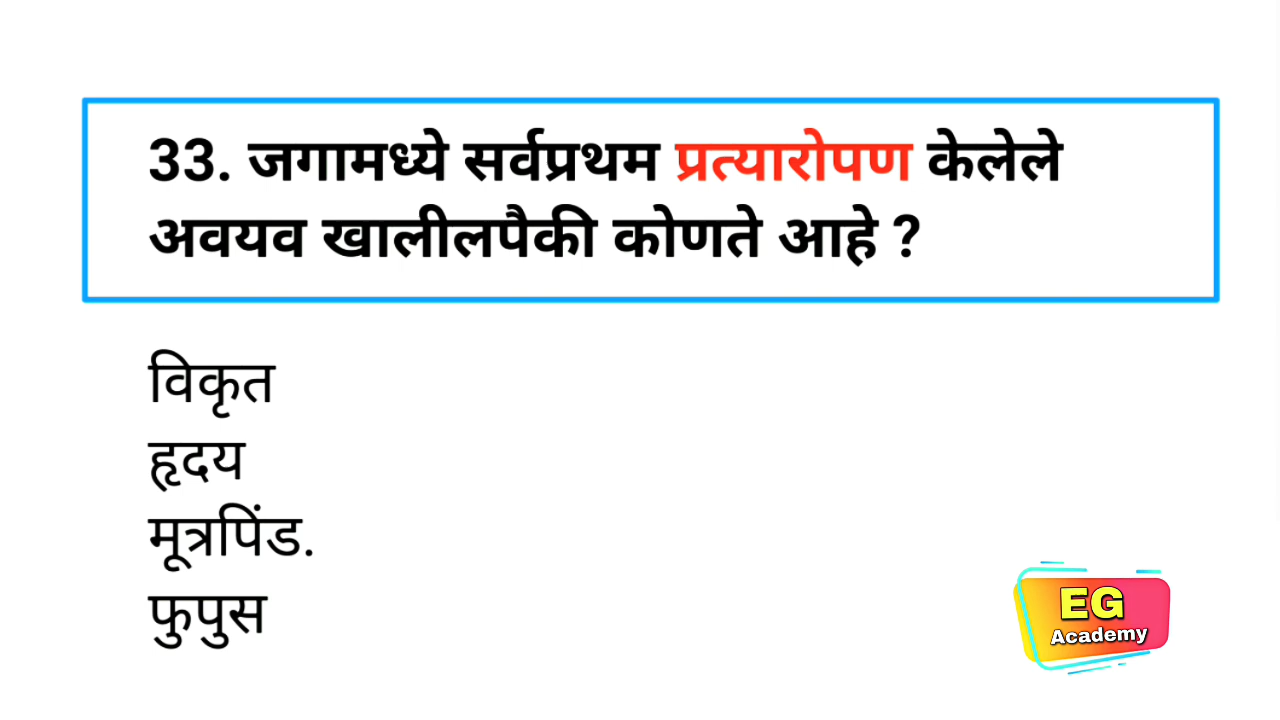 33. जगामध्ये सर्वप्रथम प्रत्यारोपण केलेले
अवयव खालीलपैकी कोणते आहे ?
विकृत
हृदय
मूत्रपिंड.
फुपुस
EG
Academy